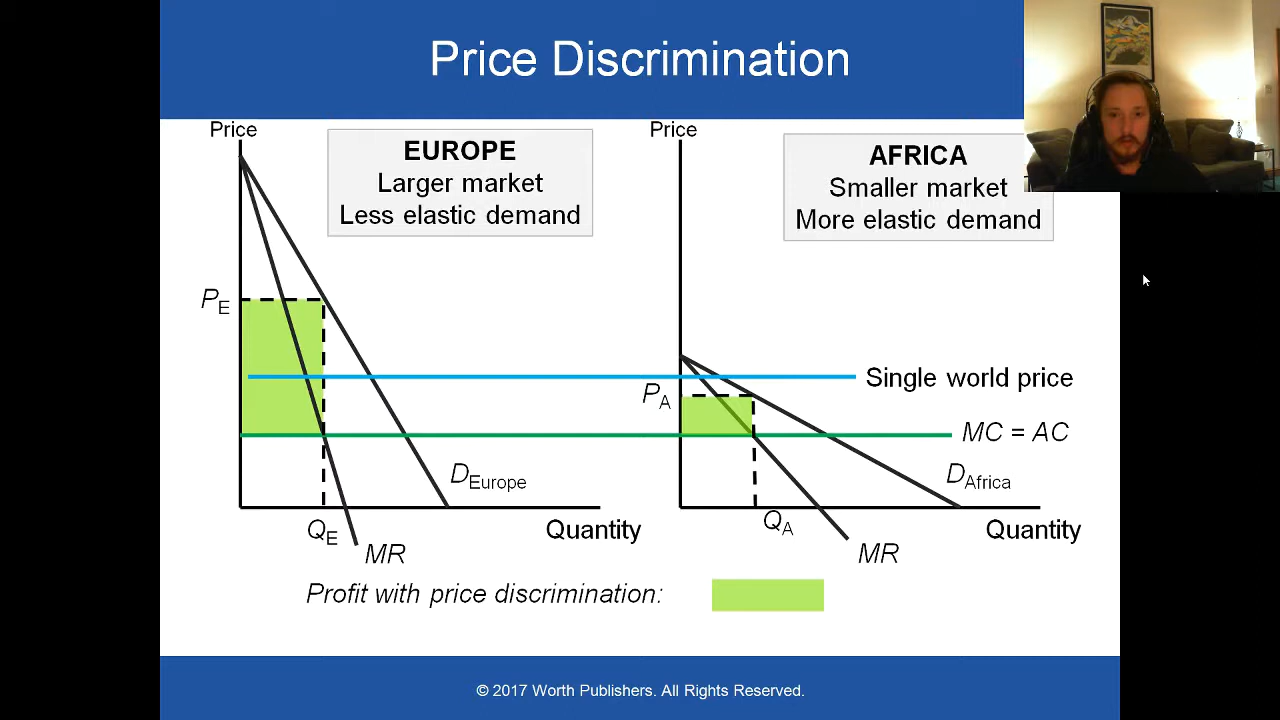 Price Discrimination
Price
EUROPE
Larger market
Less elastic demand
Price
AFRICA
Smaller market
More elastic demand
PE
Single world price
PA
MC = AC
DEurope
DAfrica
QE
Quantity
QA
Quantity
MR
MR
Profit with price discrimination:
© 2017 Worth Publishers. All Rights Reserved.